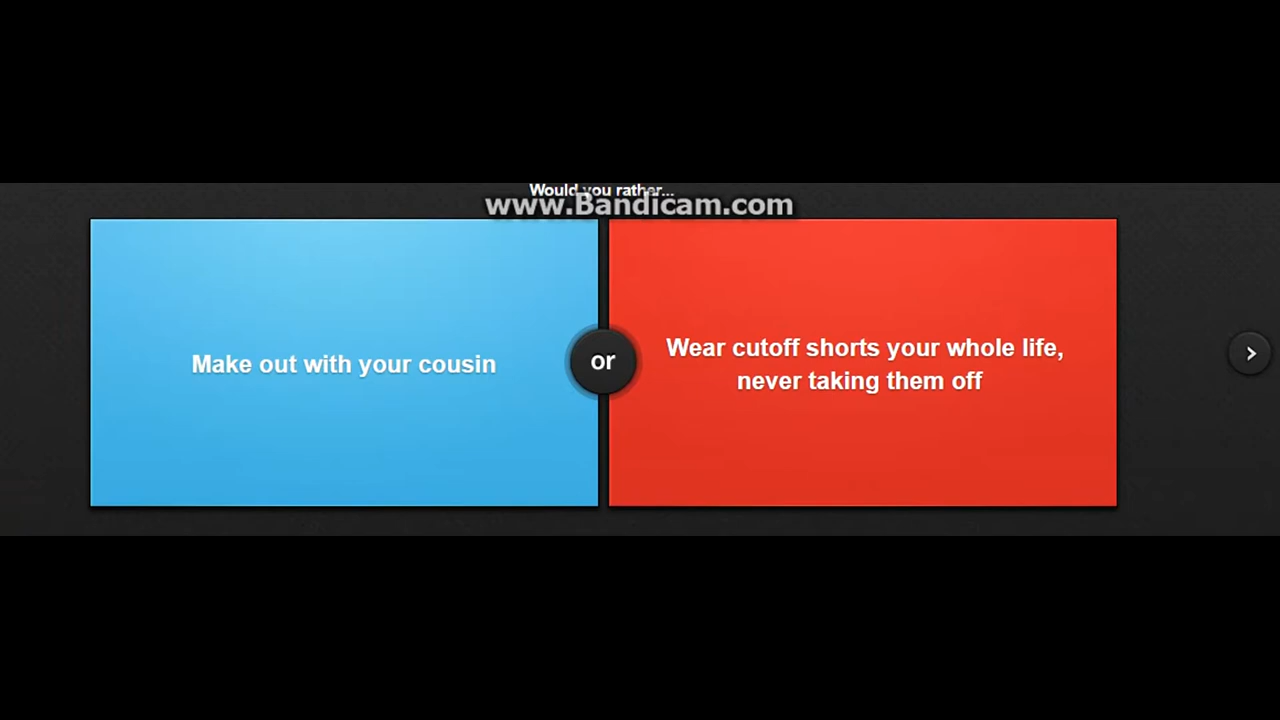 Would you rather...
www.Bandicam.com
Make out with your cousin
or
Wear cutoff shorts your whole life,
never taking them off